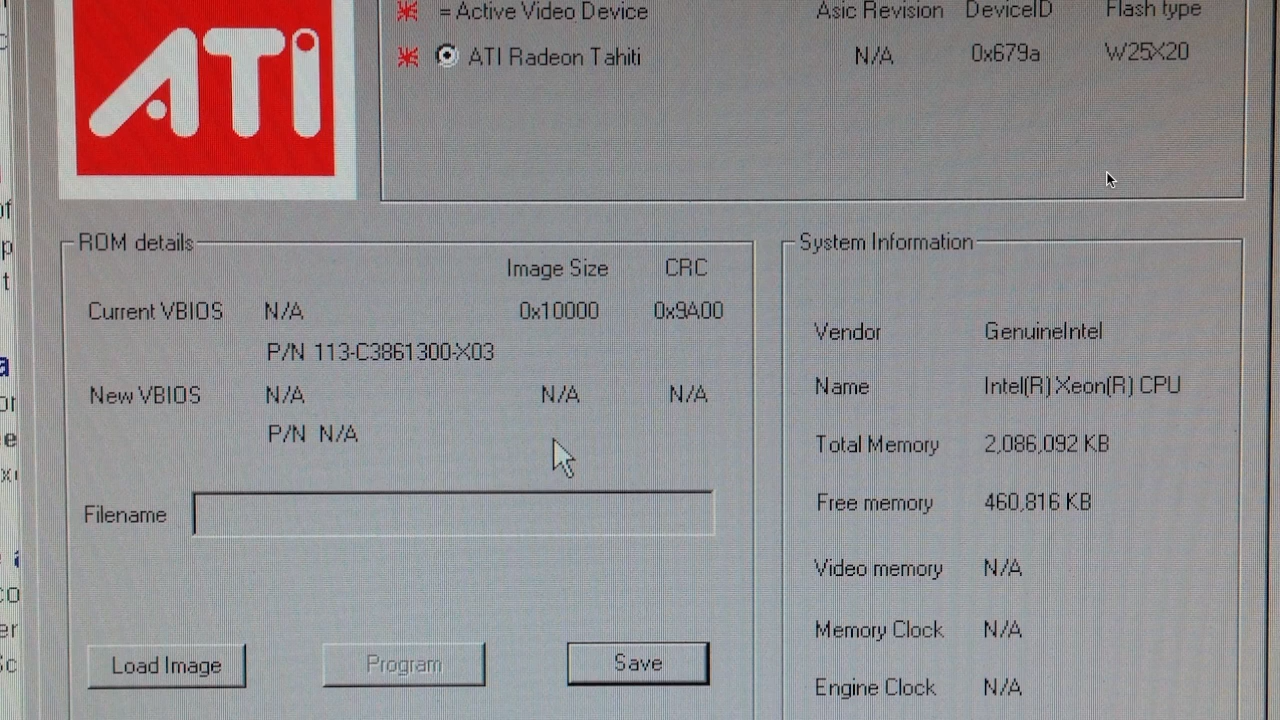 ATI
= Active Video Device Asic Revision DeviceID Flash type
ATI Radeon Tahiti N/A 0x679a W25X20
ROM details
Image Size CRC
Current VBIOS N/A 0x10000 0x9A00
P/N 113-C3861300-X03
New VBIOS N/A N/A N/A
P/N N/A
Filename
Load Image Program Save
System Information
Vendor GenuineIntel
Name Intel(R) Xeon(R) CPU
Total Memory 2,086,092 KB
Free memory 460,816 KB
Video memory N/A
Memory Clock N/A
Engine Clock N/A